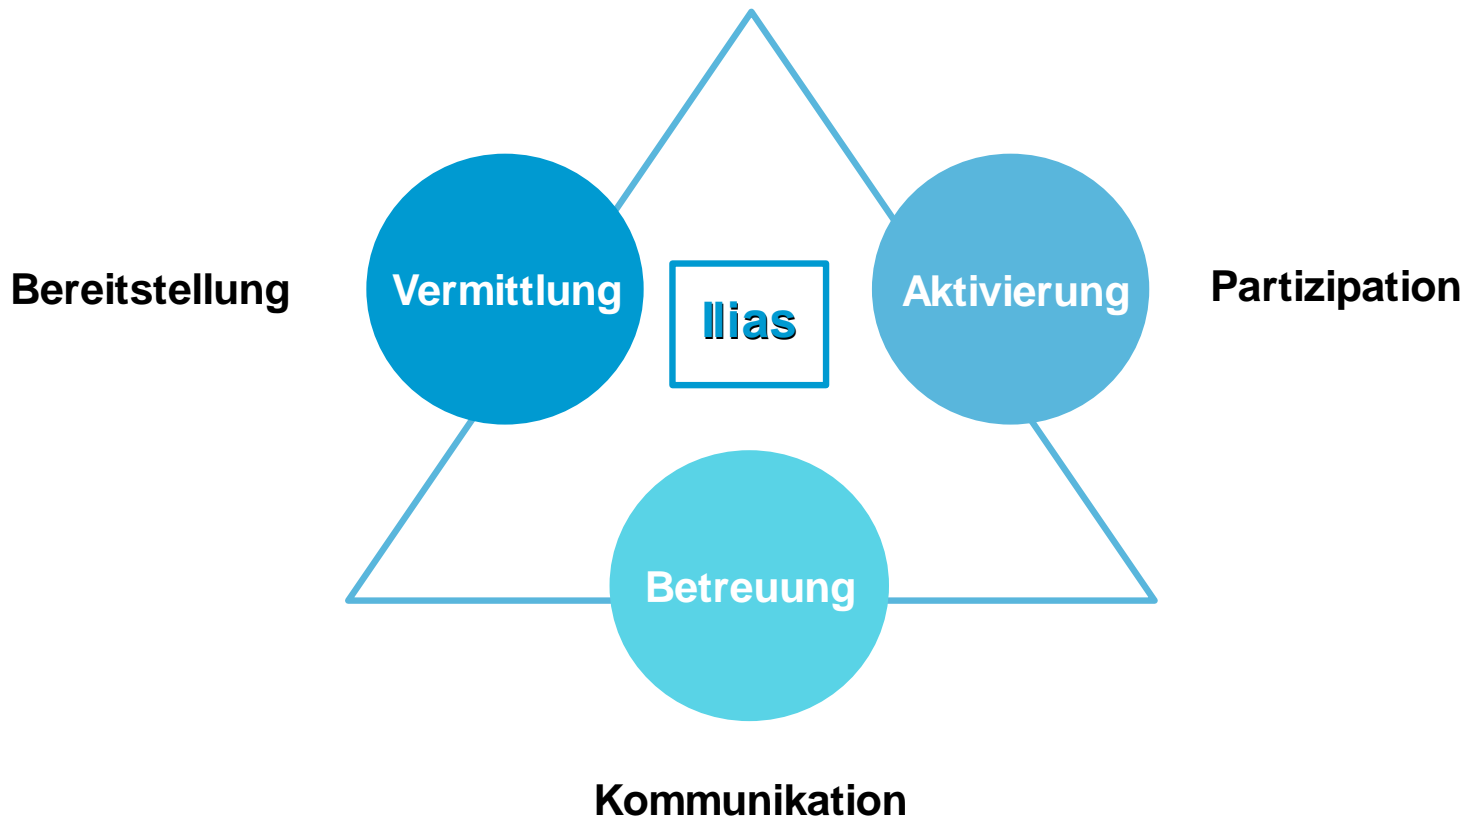 Bereitstellung
Vermittlung
Ilias
Aktivierung
Partizipation
Betreuung
Kommunikation